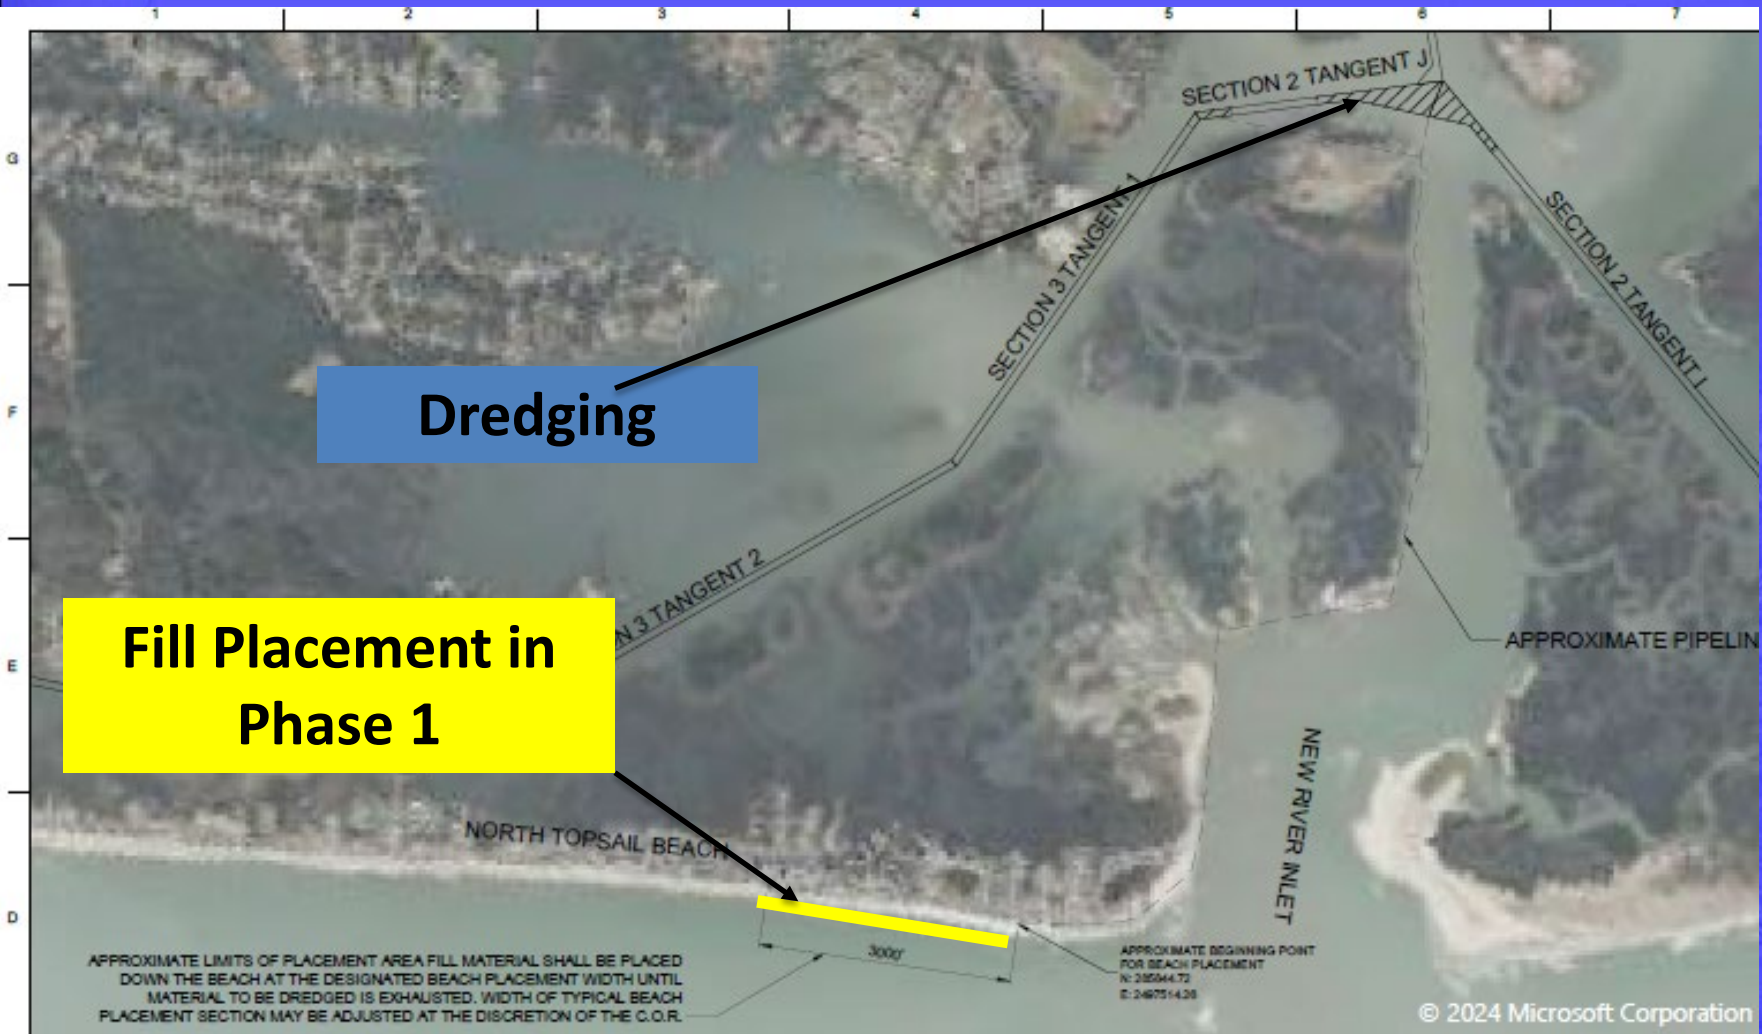 1 2 3 4 5 6 7
SECTION 2 TANGENT J
G
SECTION 3 TANGENT 1
SECTION 2 TANGENT I
Dredging
F
N 3 TANGENT 2
Fill Placement in
Phase 1
E
APPROXIMATE PIPELIN
NEW RIVER INLET
NORTH TOPSAIL BEACH
D
3000'
APPROXIMATE LIMITS OF PLACEMENT AREA FILL MATERIAL SHALL BE PLACED
DOWN THE BEACH AT THE DESIGNATED BEACH PLACEMENT WIDTH UNTIL
MATERIAL TO BE DREDGED IS EXHAUSTED. WIDTH OF TYPICAL BEACH
PLACEMENT SECTION MAY BE ADJUSTED AT THE DISCRETION OF THE C.O.R.
APPROXIMATE BEGINNING POINT
FOR BEACH PLACEMENT
N:
E:
© 2024 Microsoft Corporation